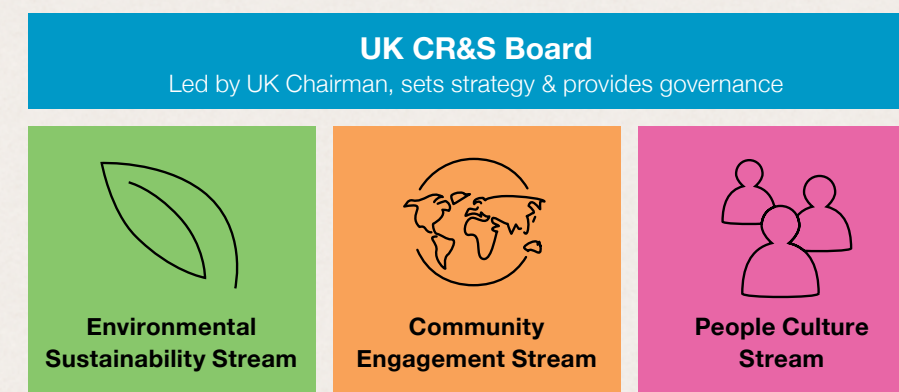 UK CR&S Board
Led by UK Chairman, sets strategy & provides governance
Environmental
Sustainability Stream
Community
Engagement Stream
People Culture
Stream